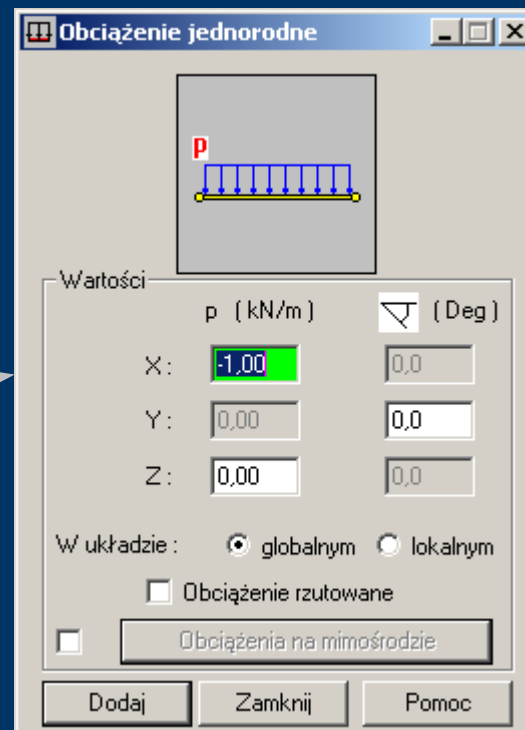 Obciążenie jednorodne
p
Wartości
p ( kN/m ) ( Deg )
X : -1,00 0,0
Y : 0,00 0,0
Z : 0,00 0,0
W układzie : globalnym lokalnym
Obciążenie rzutowane
Obciążenia na mimośrodzie
Dodaj Zamknij Pomoc